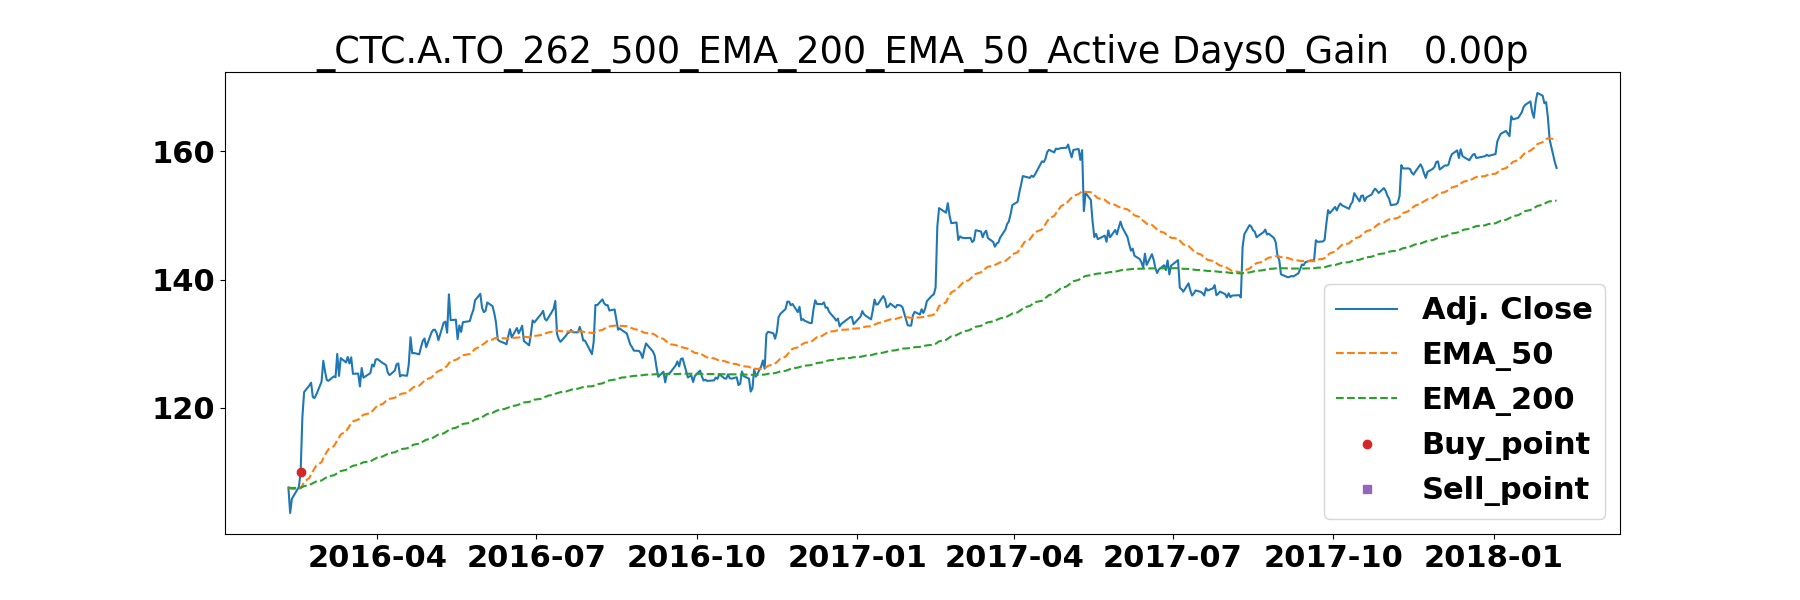 _CTC.A.TO_262_500_EMA_200_EMA_50_Active Days0_Gain   0.00p
160
140
120
Adj. Close
EMA_50
EMA_200
Buy_point
Sell_point
2016-04 2016-07 2016-10 2017-01 2017-04 2017-07 2017-10 2018-01